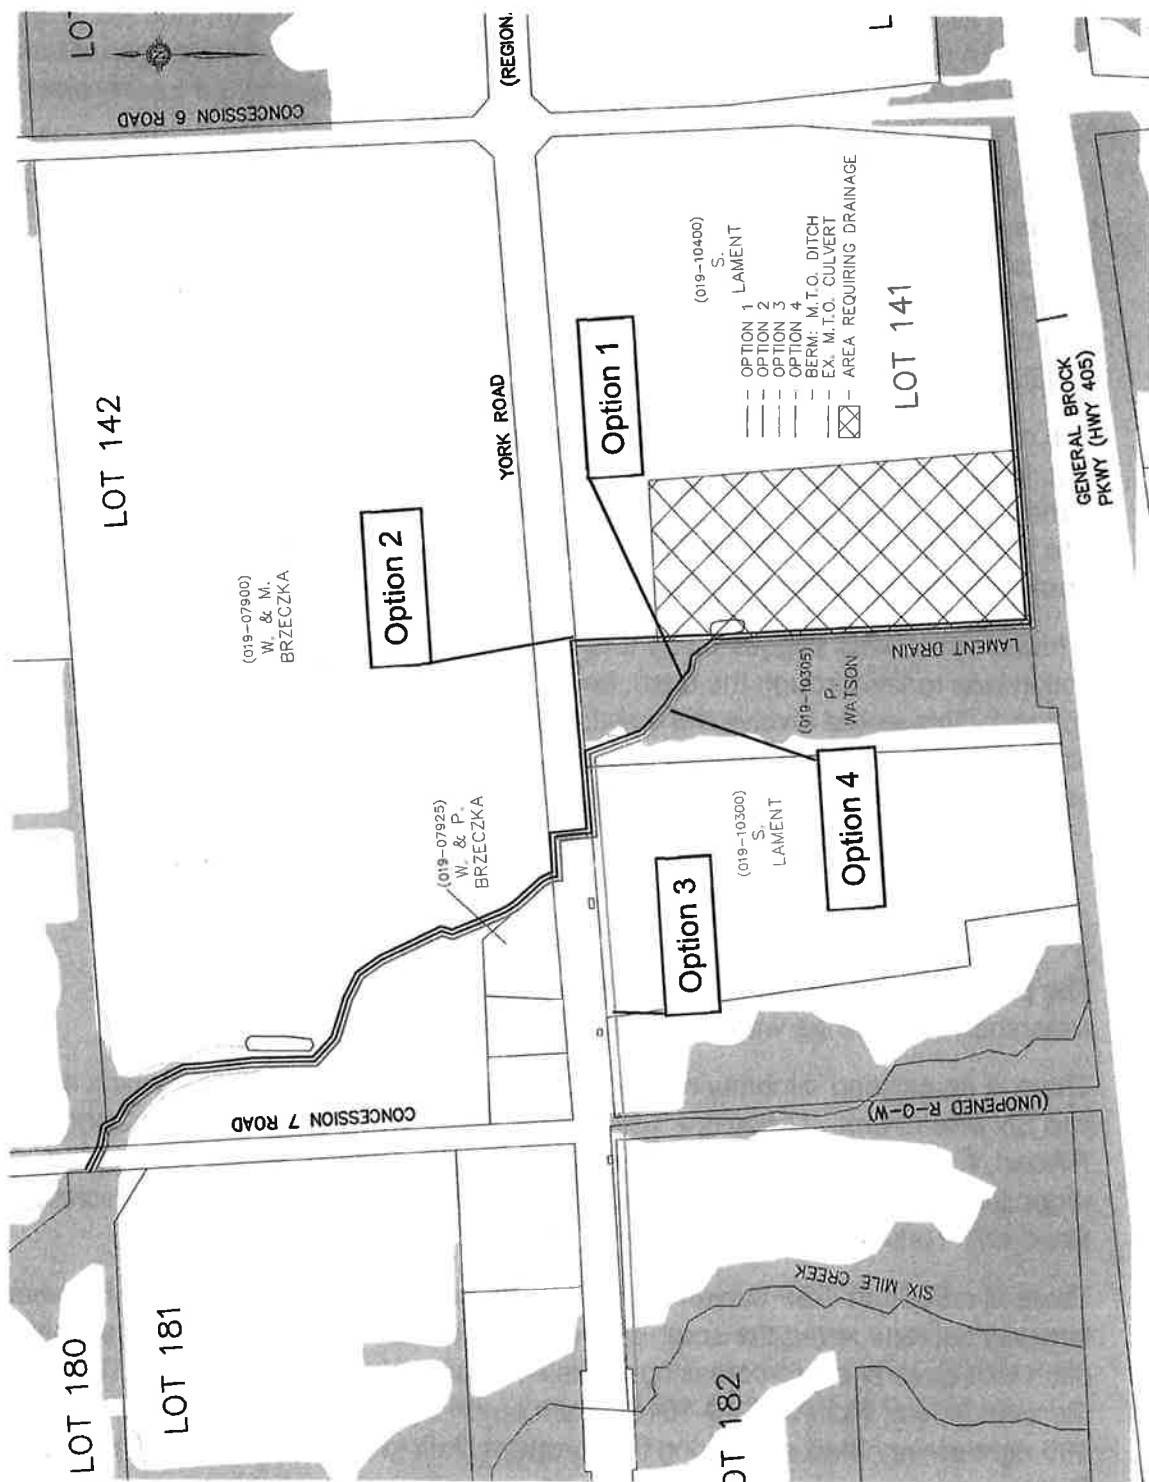 LOT 180
LOT 181
LOT 142
CONCESSION 7 ROAD
CONCESSION 6 ROAD
N
(019-07900)
W. & M.
BRZECZKA
(019-07925)
W. & P.
BRZECZKA
Option 2
YORK ROAD
(REGION.
Option 1
Option 3
Option 4
(019-10300)
S.
LAMENT
(019-10305)
P.
WATSON
LAMENT DRAIN
(019-10400)
S.
LAMENT
— OPTION 1
— OPTION 2
— OPTION 3
— OPTION 4
— BERM: M.T.O. DITCH
EX. M.T.O. CULVERT
— AREA REQUIRING DRAINAGE
LOT 141
(UNOPENED R-O-W)
SIX MILE CREEK
OT 182
GENERAL BROCK
PKWY (HWY 405)
LO
L